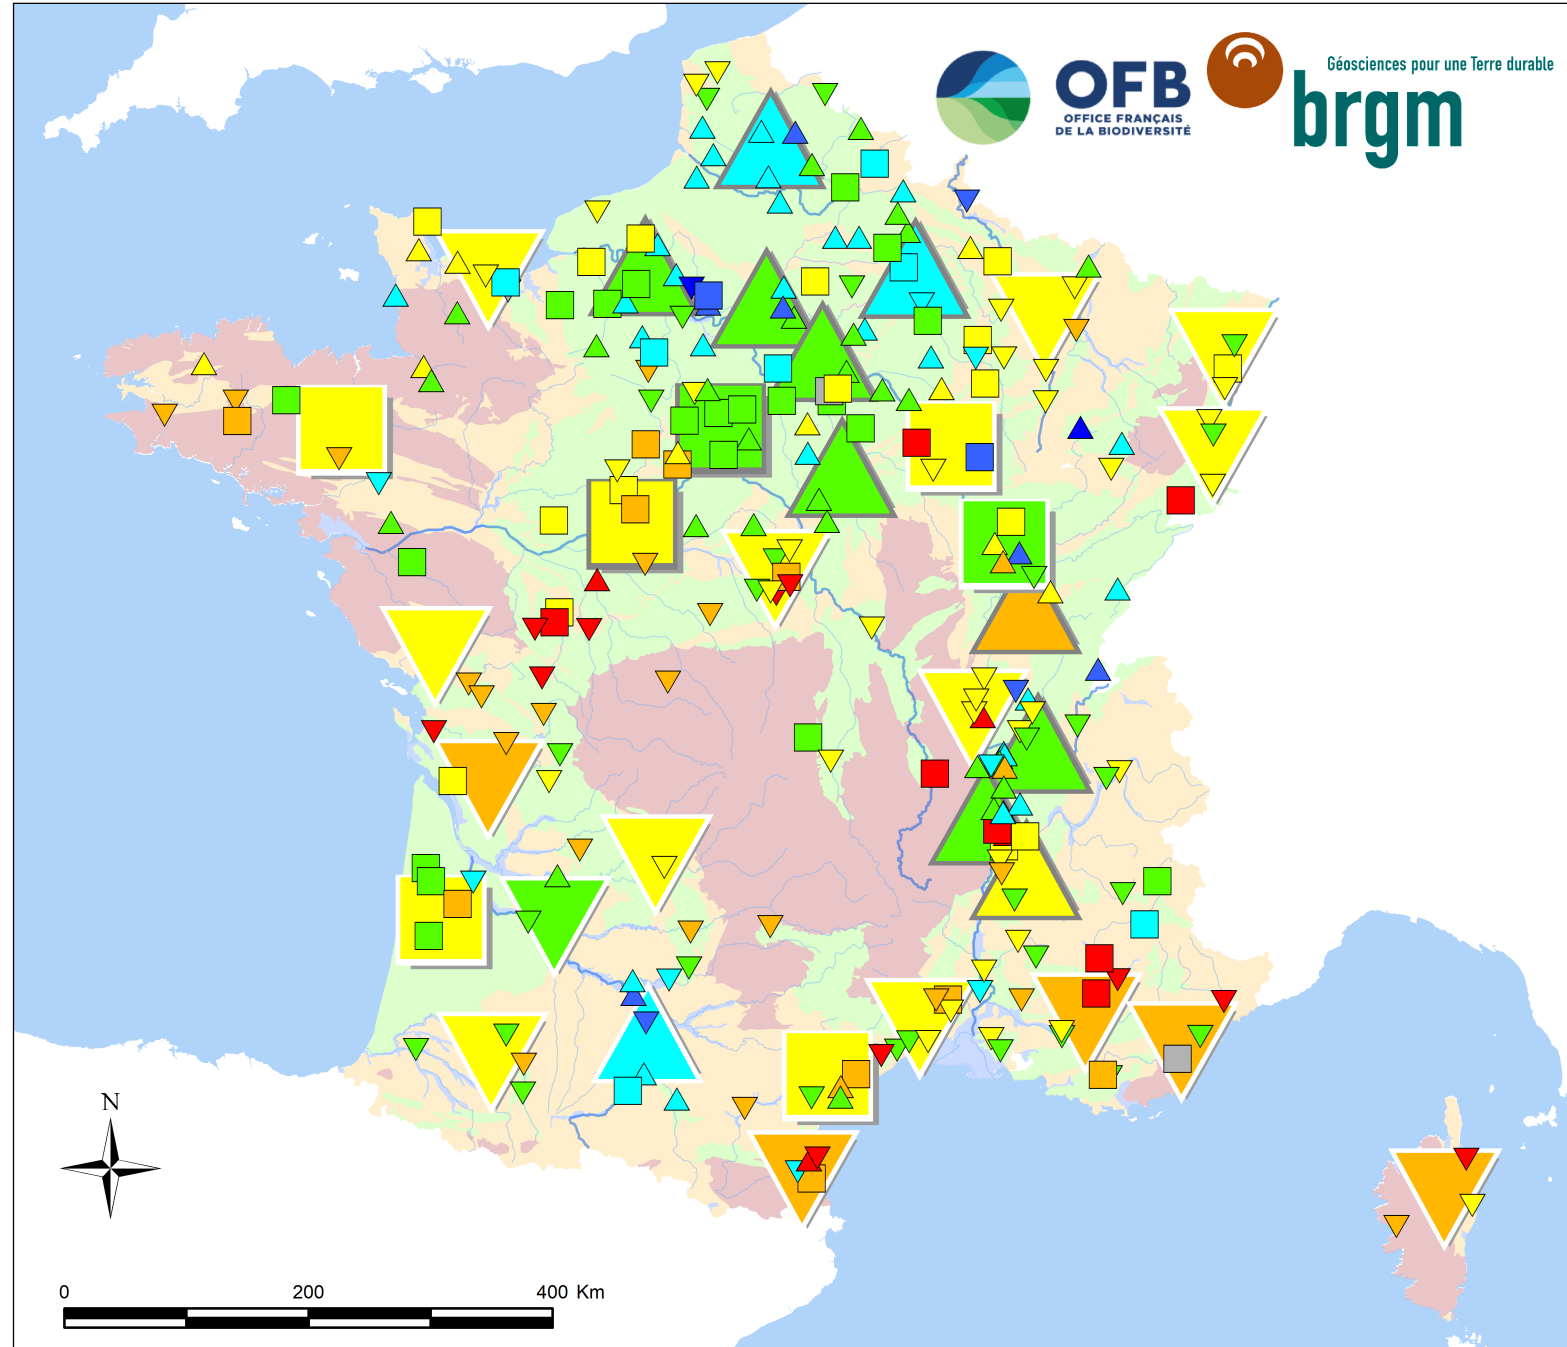 OFB
OFFICE FRANÇAIS
DE LA BIODIVERSITÉ
Géosciences pour une Terre durable
brgm
N
0 200 400 Km